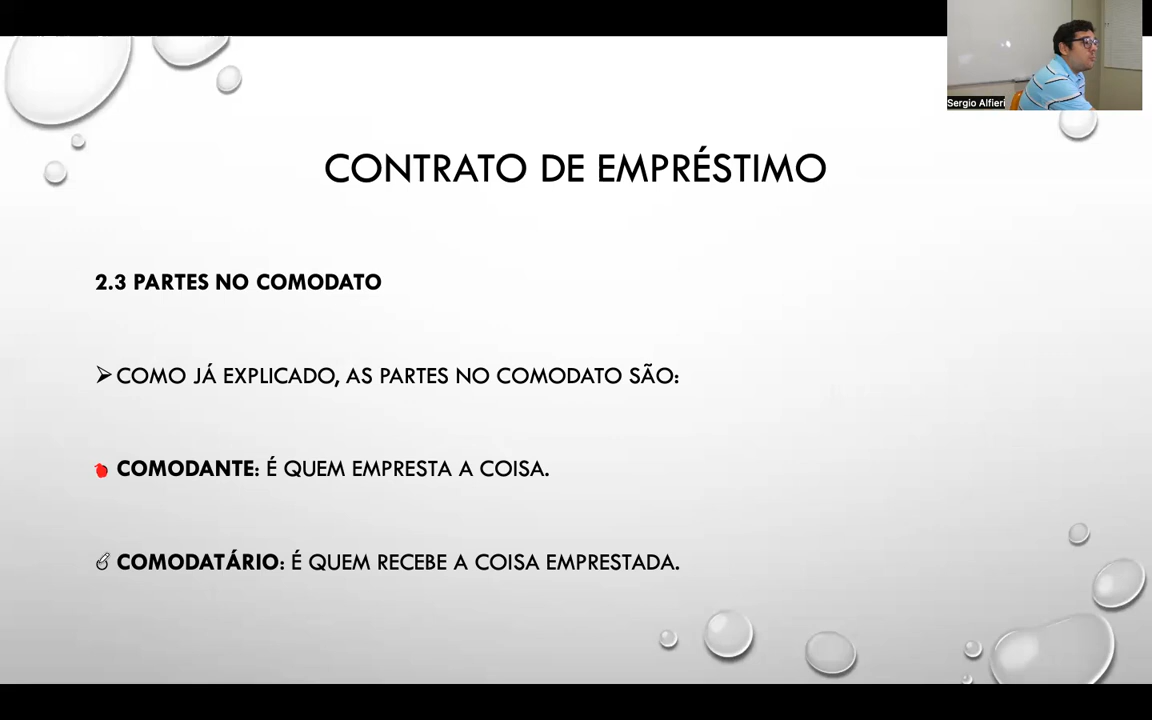 Sergio Alfieri
CONTRATO DE EMPRÉSTIMO
2.3 PARTES NO COMODATO
➢ COMO JÁ EXPLICADO, AS PARTES NO COMODATO SÃO:
COMODANTE: É QUEM EMPRESTA A COISA.
COMODATÁRIO: É QUEM RECEBE A COISA EMPRESTADA.